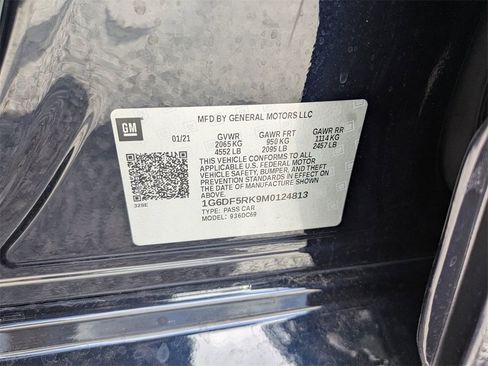 MFD BY GENERAL MOTORS LLC
GM
01/21 GVWR GAWR FRT GAWR RR
2065 KG 950 KG 1114 KG
4552 LB 2095 LB 2457 LB
THIS VEHICLE CONFORMS TO ALL
APPLICABLE U.S. FEDERAL MOTOR
VEHICLE SAFETY, BUMPER, AND THEFT
PREVENTION STANDARDS IN EFFECT ON
THE DATE OF MANUFACTURE SHOWN
ABOVE.
1G6DF5RK9M0124813
TYPE: PASS CAR
MODEL: 936DC69
32SE